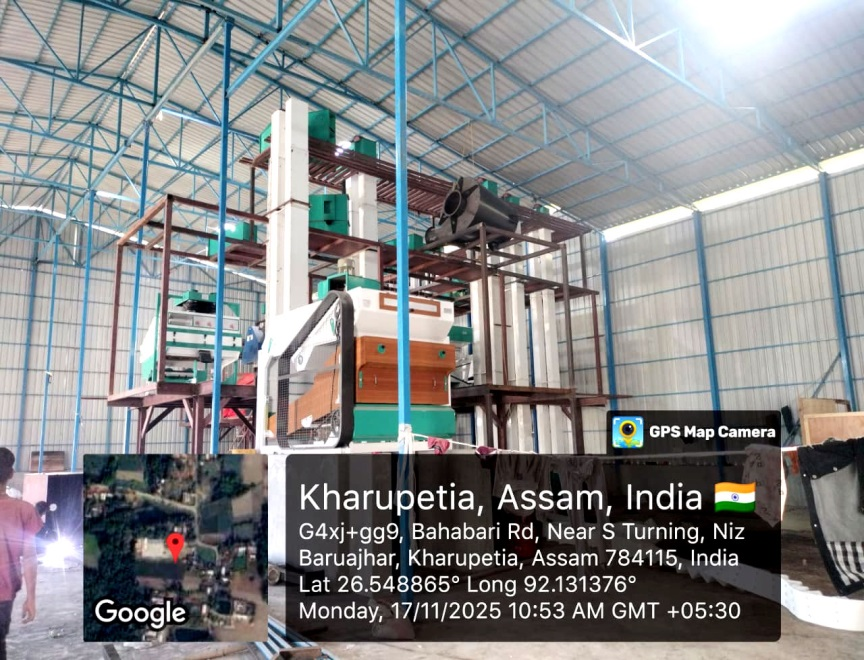 GPS Map Camera
Kharupetia, Assam, India 🇮🇳
G4xj+gg9, Bahabari Rd, Near S Turning, Niz
Baruajhar, Kharupetia, Assam 784115, India
Lat 26.548865° Long 92.131376°
Monday, 17/11/2025 10:53 AM GMT +05:30
Google